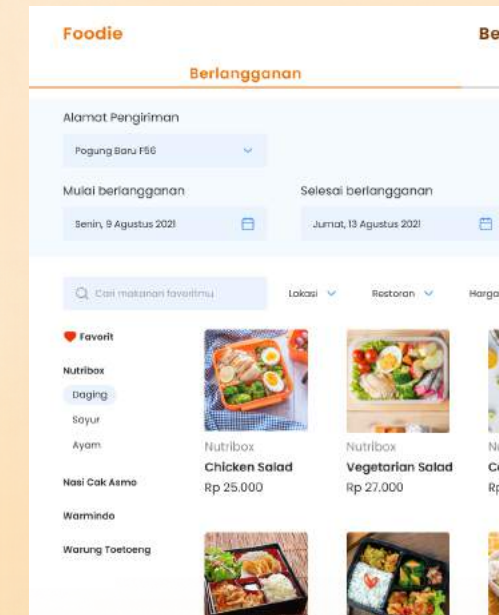 Foodie
Be
Berlangganan
Alamat Pengiriman
Pogung Baru F56
Mulai berlangganan
Selesai berlangganan
Senin, 9 Agustus 2021
Jumat, 13 Agustus 2021
Cari makanan favoritmu
Lokasi
Restoran
Harga
Favorit
Nutribox
Daging
Sayur
Ayam
Nasi Cak Asmo
Warmindo
Warung Toetoeng
Nutribox
Chicken Salad
Rp 25.000
Nutribox
Vegetarian Salad
Rp 27.000